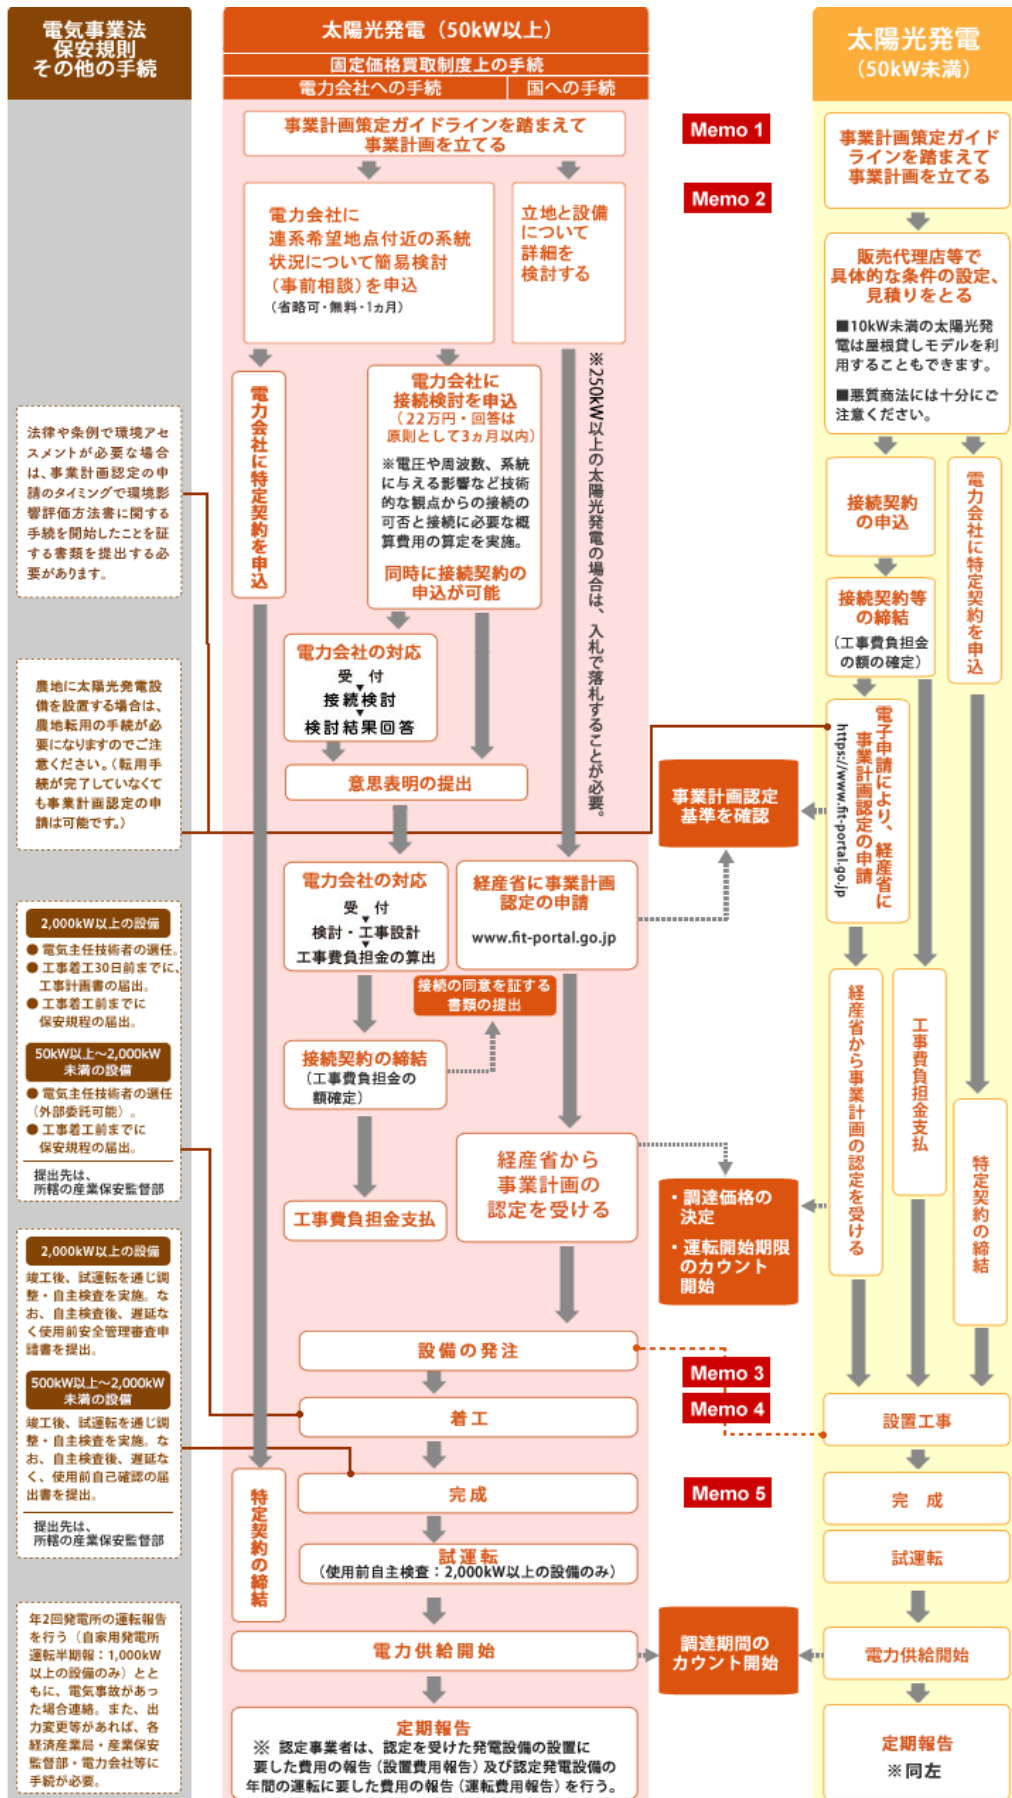 電気事業法
保安規則
その他の手続
法律や条例で環境アセ
スメントが必要な場合
は、事業計画認定の申
請のタイミングで環境影
響評価方法書に関する
手続を開始したことを証
する書類を提出する必
要があります。
農地に太陽光発電設
備を設置する場合は、
農地転用の手続が必
要になりますのでご注
意ください。（転用手
続が完了していなくて
も事業計画認定の申
請は可能です。）
2,000kW以上の設備
● 電気主任技術者の選任。
● 工事着工30日前までに、
工事計画書の届出。
● 工事着工前までに
保安規程の届出。
50kW以上～2,000kW
未満の設備
● 電気主任技術者の選任
（外部委託可能）。
● 工事着工前までに
保安規程の届出。
提出先は、
所轄の産業保安監督部
2,000kW以上の設備
竣工後、試運転を通じ調
整・自主検査を実施。な
お、自主検査後、遅延な
く使用前安全管理審査申
請書を提出。
500kW以上～2,000kW
未満の設備
竣工後、試運転を通じ調
整・自主検査を実施。な
お、自主検査後、遅延な
く、使用前自己確認の届
出書を提出。
提出先は、
所轄の産業保安監督部
年2回発電所の運転報告
を行う（自家用発電所
運転半期報：1,000kW
以上の設備のみ）とと
もに、電気事故があっ
た場合連絡。また、出
力変更等があれば、各
経済産業局・産業保安
監督部・電力会社等に
手続が必要。
太陽光発電（50kW以上）
固定価格買取制度上の手続
電力会社への手続
国への手続
事業計画策定ガイドラインを踏まえて
事業計画を立てる
電力会社に
連系希望地点付近の系統
状況について簡易検討
（事前相談）を申込
（省略可・無料・1ヵ月）
立地と設備
について
詳細を
検討する
電力会社に特定契約を申込
電力会社に
接続検討を申込
（22万円・回答は
原則として3ヵ月以内）
※電圧や周波数、系統
に与える影響など技術
的な観点からの接続の
可否と接続に必要な概
算費用の算定を実施。
同時に接続契約の
申込が可能
※250kW以上の太陽光発電の場合は、入札で落札することが必要。
電力会社の対応
受　付
接続検討
検討結果回答
意思表明の提出
電力会社の対応
受　付
検討・工事設計
工事費負担金の算出
経産省に事業計画
認定の申請
www.fit-portal.go.jp
接続の同意を証する
書類の提出
接続契約の締結
（工事費負担金の
額確定）
工事費負担金支払
経産省から
事業計画の
認定を受ける
設備の発注
着工
完成
特定契約の締結
試運転
（使用前自主検査：2,000kW以上の設備のみ）
電力供給開始
定期報告
※ 認定事業者は、認定を受けた発電設備の設置に
要した費用の報告（設置費用報告）及び認定発電設備の
年間の運転に要した費用の報告（運転費用報告）を行う。
Memo 1
Memo 2
事業計画認定
基準を確認
・調達価格の
決定
・運転開始期限
のカウント
開始
Memo 3
Memo 4
Memo 5
調達期間の
カウント開始
太陽光発電
（50kW未満）
事業計画策定ガイド
ラインを踏まえて
事業計画を立てる
販売代理店等で
具体的な条件の設定、
見積りをとる
■10kW未満の太陽光発
電は屋根貸しモデルを利
用することもできます。
■悪質商法には十分にご
注意ください。
接続契約
の申込
電力会社に特定契約を申込
接続契約等
の締結
（工事費負担金
の額の確定）
電子申請により、経産省に
事業計画認定の申請
https://www.fit-portal.go.jp
経産省から事業計画の認定を受ける
工事費負担金支払
特定契約の締結
設置工事
完　成
試運転
電力供給開始
定期報告
※同左